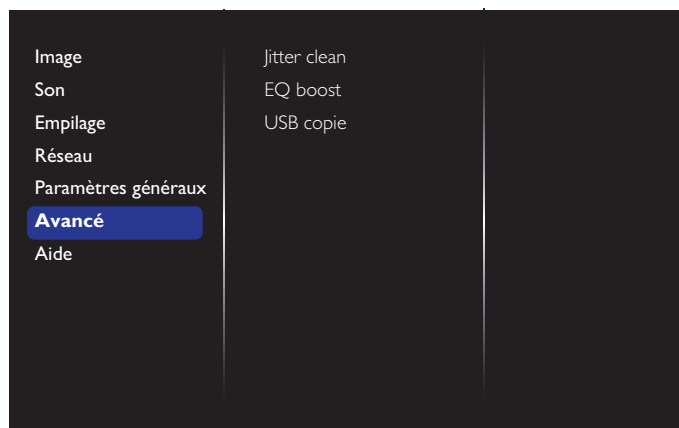 Image
Son
Empilage
Réseau
Paramètres généraux
Avancé
Aide
Jitter clean
EQ boost
USB copie